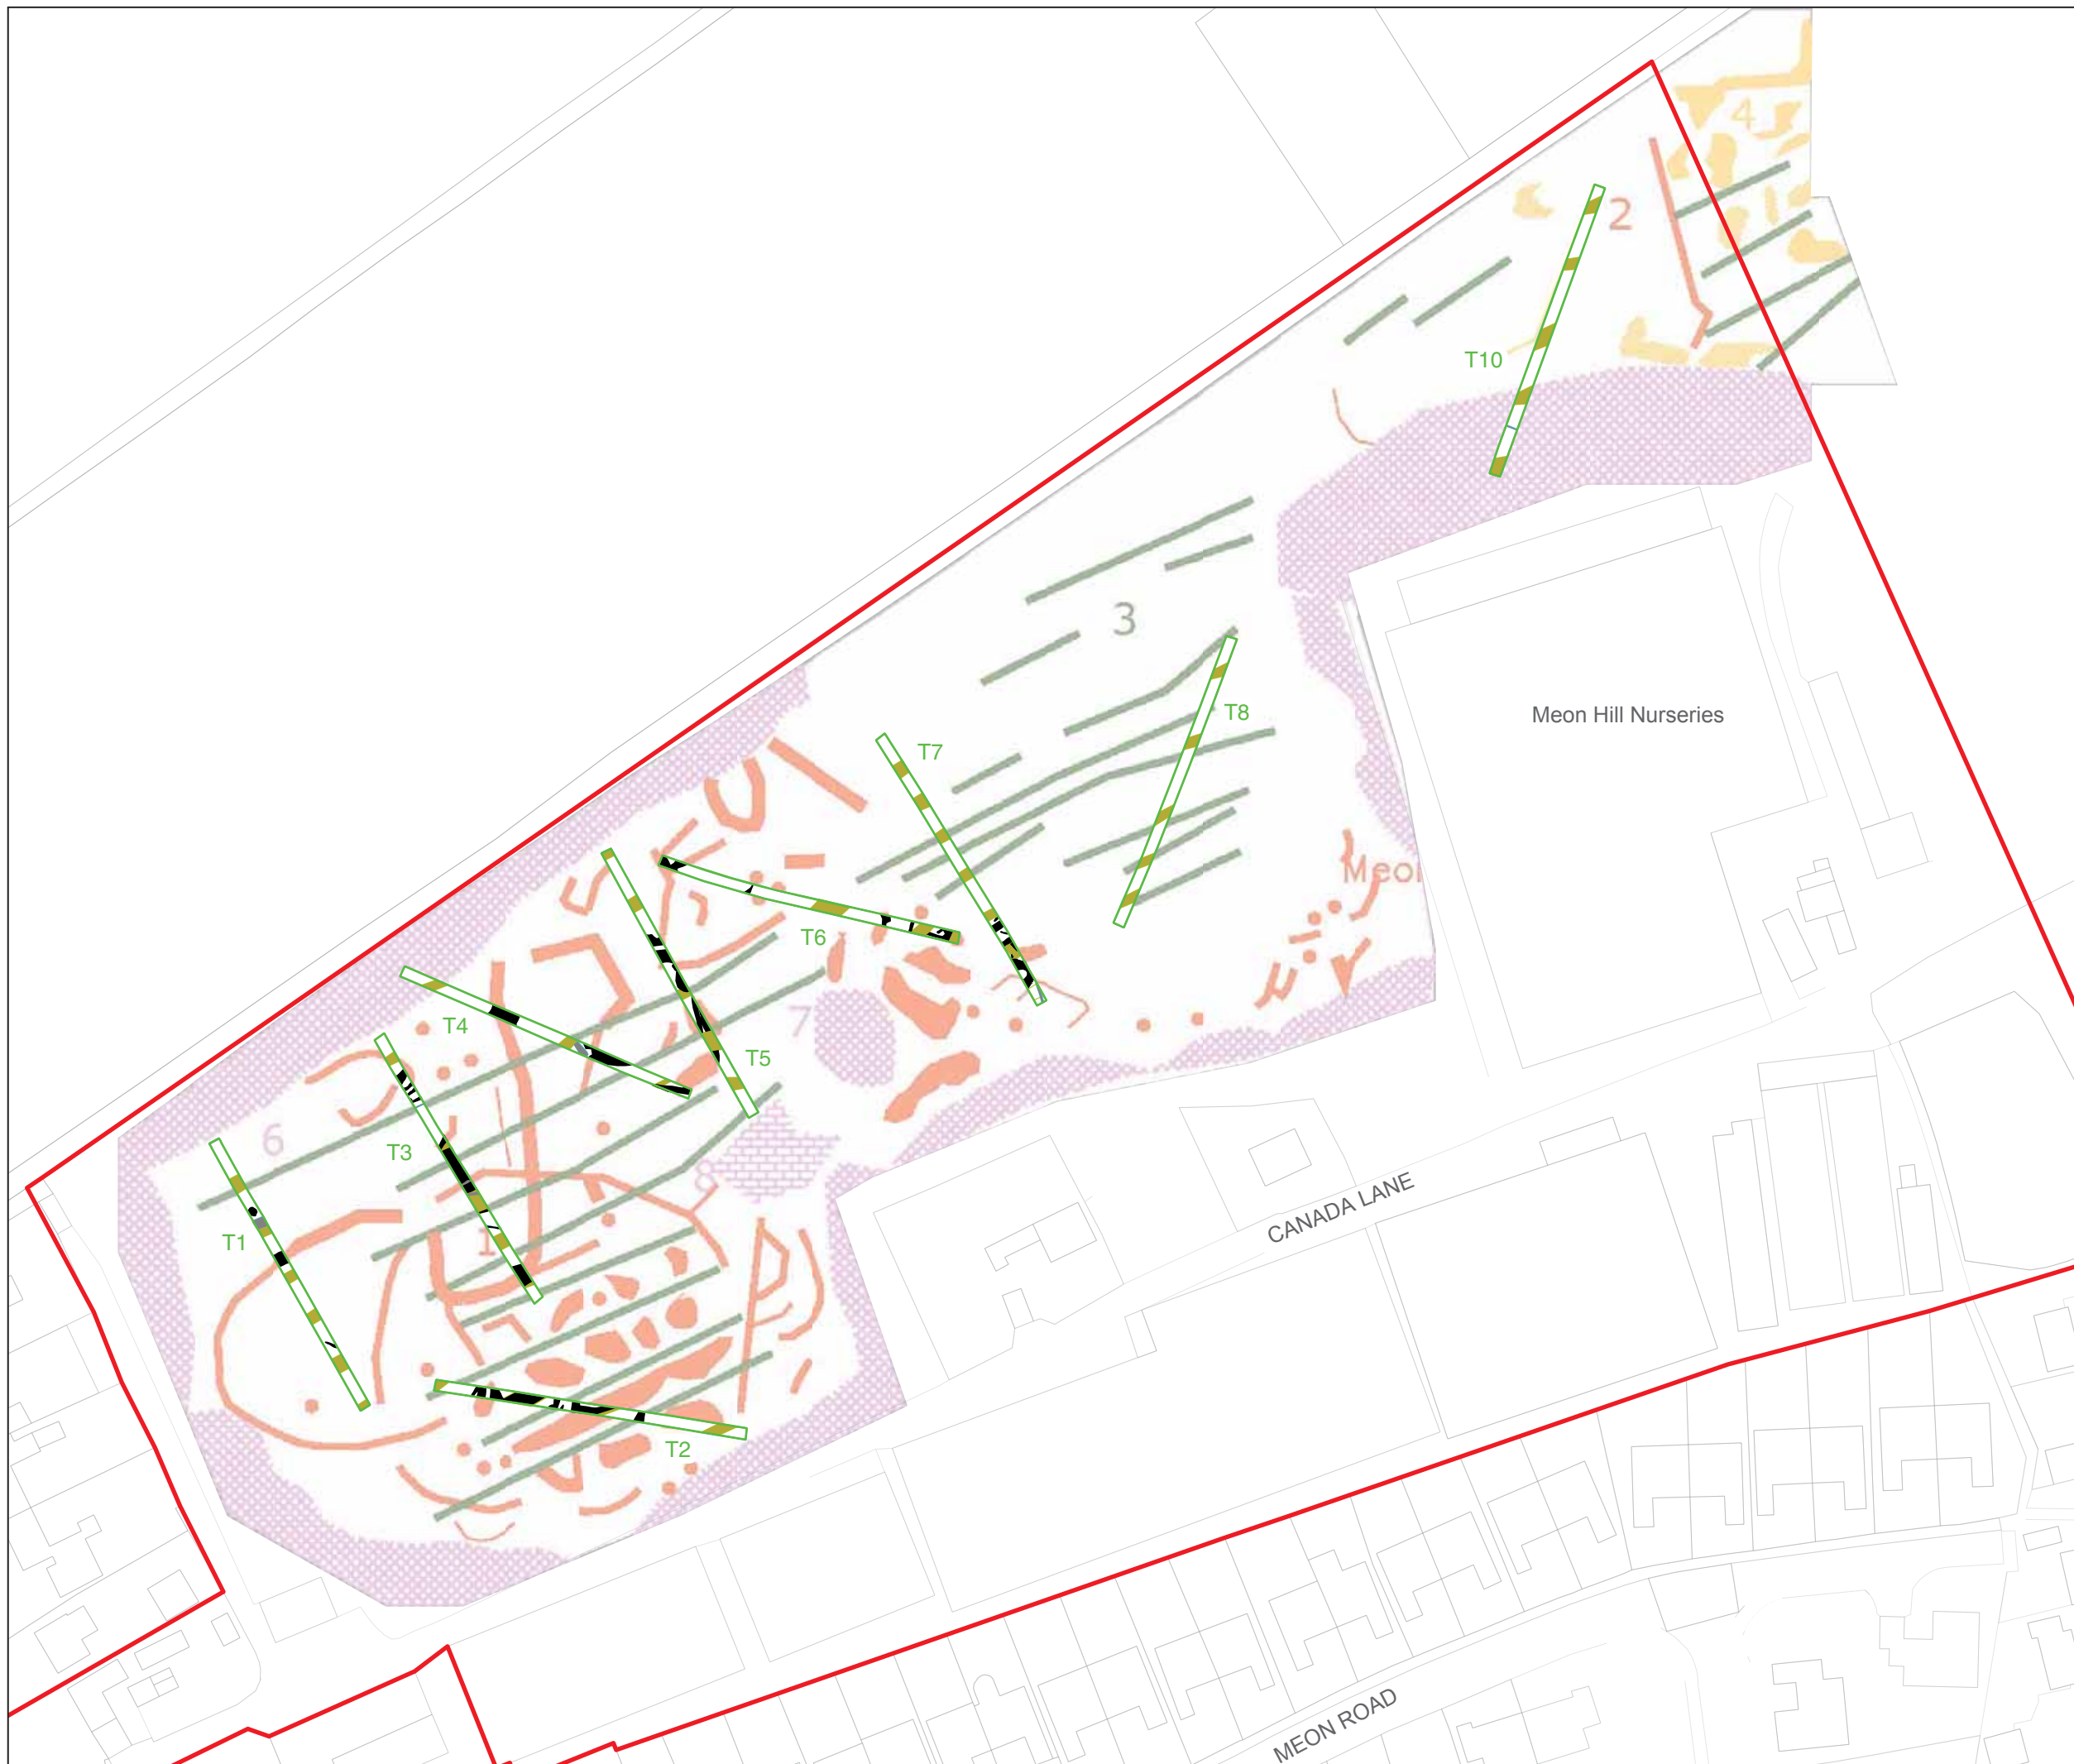 4
2
T10
3
Meon Hill Nurseries
T8
T7
Meon
T6
7
T4
T5
6
T3
8
T1
1
CANADA LANE
T2
MEON ROAD